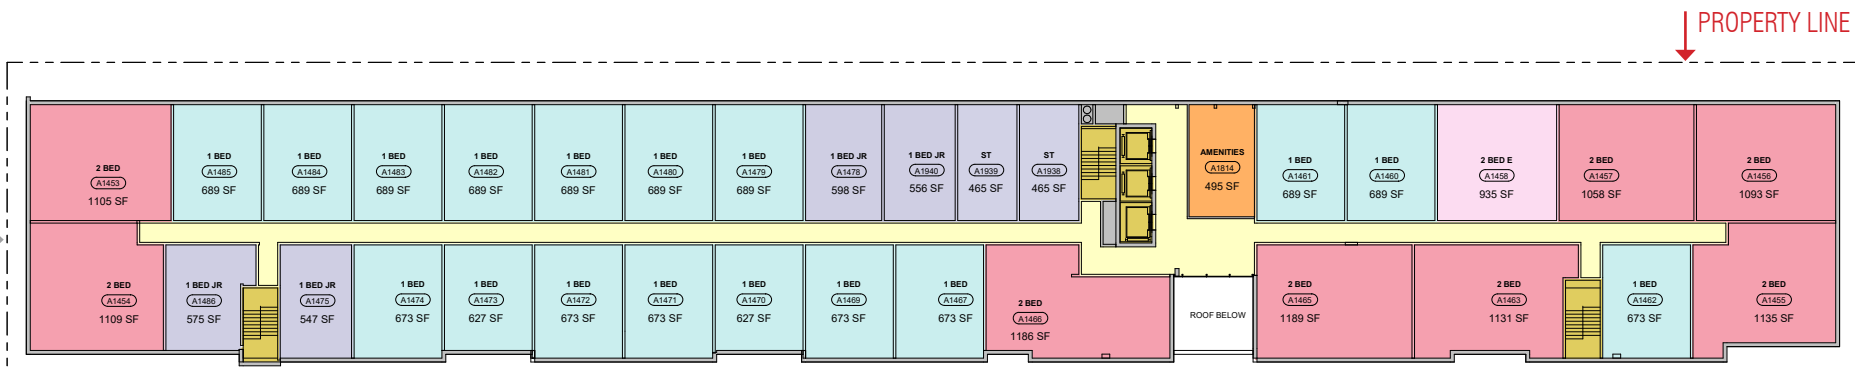 PROPERTY LINE
2 BED
A1453
1105 SF
1 BED
A1485
689 SF
1 BED
A1484
689 SF
1 BED
A1483
689 SF
1 BED
A1482
689 SF
1 BED
A1481
689 SF
1 BED
A1480
689 SF
1 BED
A1479
689 SF
1 BED JR
A1478
598 SF
1 BED JR
A1940
556 SF
ST
A1939
465 SF
ST
A1938
465 SF
AMENITIES
A1814
495 SF
1 BED
A1461
689 SF
1 BED
A1460
689 SF
2 BED E
A1458
935 SF
2 BED
A1457
1058 SF
2 BED
A1456
1093 SF
2 BED
A1454
1109 SF
1 BED JR
A1486
575 SF
1 BED JR
A1475
547 SF
1 BED
A1474
673 SF
1 BED
A1473
627 SF
1 BED
A1472
673 SF
1 BED
A1471
673 SF
1 BED
A1470
627 SF
1 BED
A1469
673 SF
1 BED
A1467
673 SF
2 BED
A1466
1186 SF
ROOF BELOW
2 BED
A1465
1189 SF
2 BED
A1463
1131 SF
1 BED
A1462
673 SF
2 BED
A1455
1135 SF